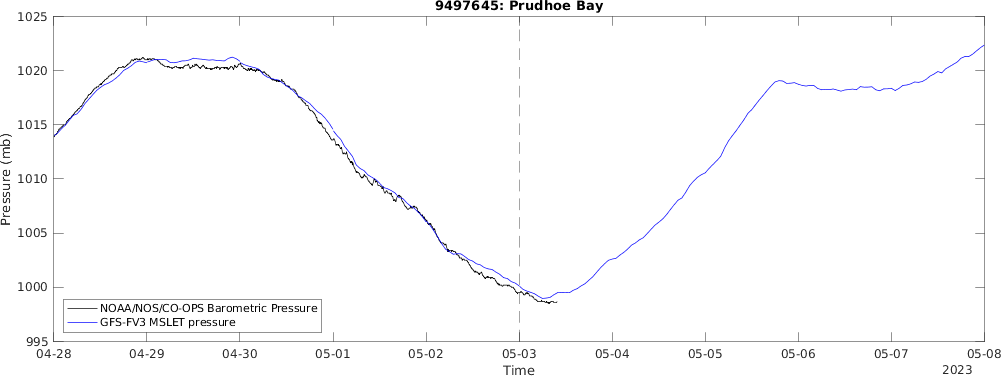 9497645: Prudhoe Bay
1025
1020
1015
1010
1005
1000
995
Pressure (mb)
NOAA/NOS/CO-OPS Barometric Pressure
GFS-FV3 MSLET pressure
04-28 04-29 04-30 05-01 05-02 05-03 05-04 05-05 05-06 05-07 05-08
Time
2023